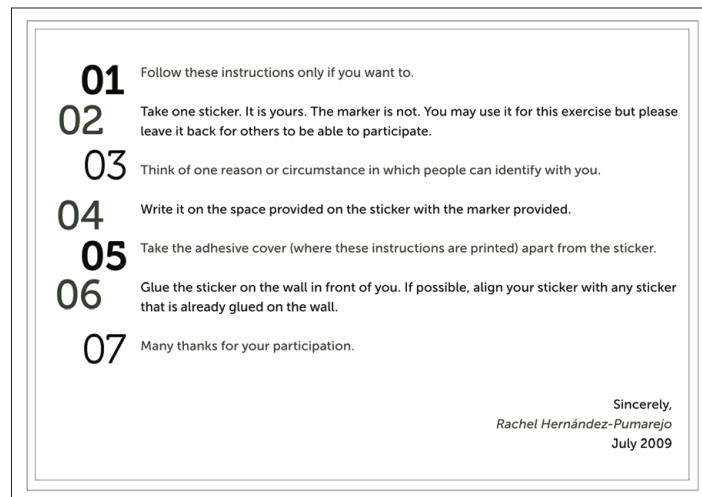 01 Follow these instructions only if you want to.
02 Take one sticker. It is yours. The marker is not. You may use it for this exercise but please
leave it back for others to be able to participate.
03 Think of one reason or circumstance in which people can identify with you.
04 Write it on the space provided on the sticker with the marker provided.
05 Take the adhesive cover (where these instructions are printed) apart from the sticker.
06 Glue the sticker on the wall in front of you. If possible, align your sticker with any sticker
that is already glued on the wall.
07 Many thanks for your participation.
Sincerely,
Rachel Hernández-Pumarejo
July 2009